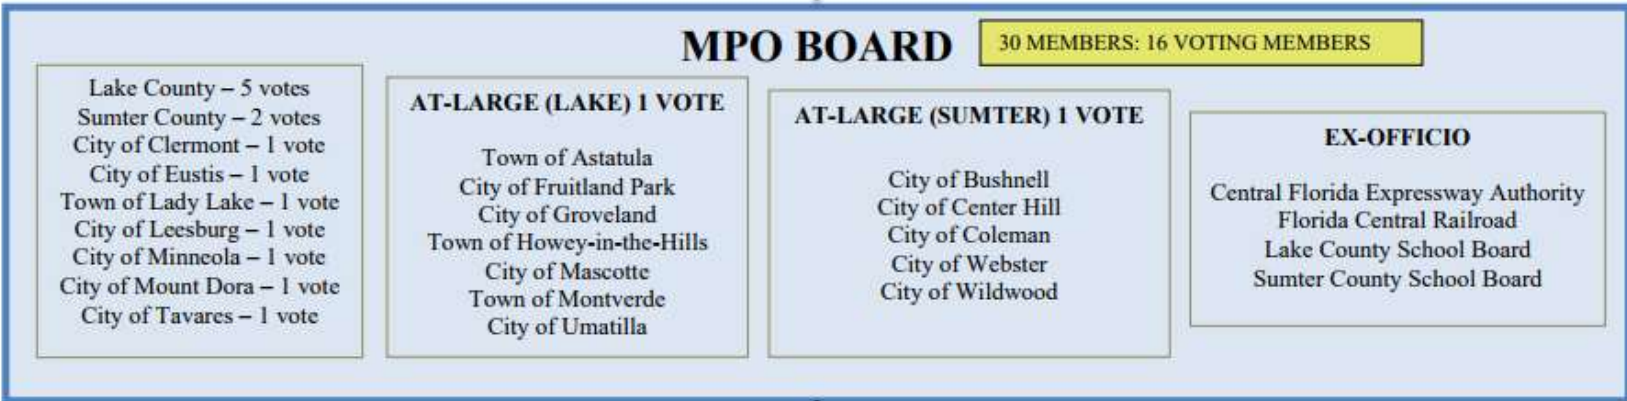 MPO BOARD
30 MEMBERS: 16 VOTING MEMBERS
Lake County – 5 votes
Sumter County – 2 votes
City of Clermont – 1 vote
City of Eustis – 1 vote
Town of Lady Lake – 1 vote
City of Leesburg – 1 vote
City of Minneola – 1 vote
City of Mount Dora – 1 vote
City of Tavares – 1 vote
AT-LARGE (LAKE) 1 VOTE
Town of Astatula
City of Fruitland Park
City of Groveland
Town of Howey-in-the-Hills
City of Mascotte
Town of Montverde
City of Umatilla
AT-LARGE (SUMTER) 1 VOTE
City of Bushnell
City of Center Hill
City of Coleman
City of Webster
City of Wildwood
EX-OFFICIO
Central Florida Expressway Authority
Florida Central Railroad
Lake County School Board
Sumter County School Board